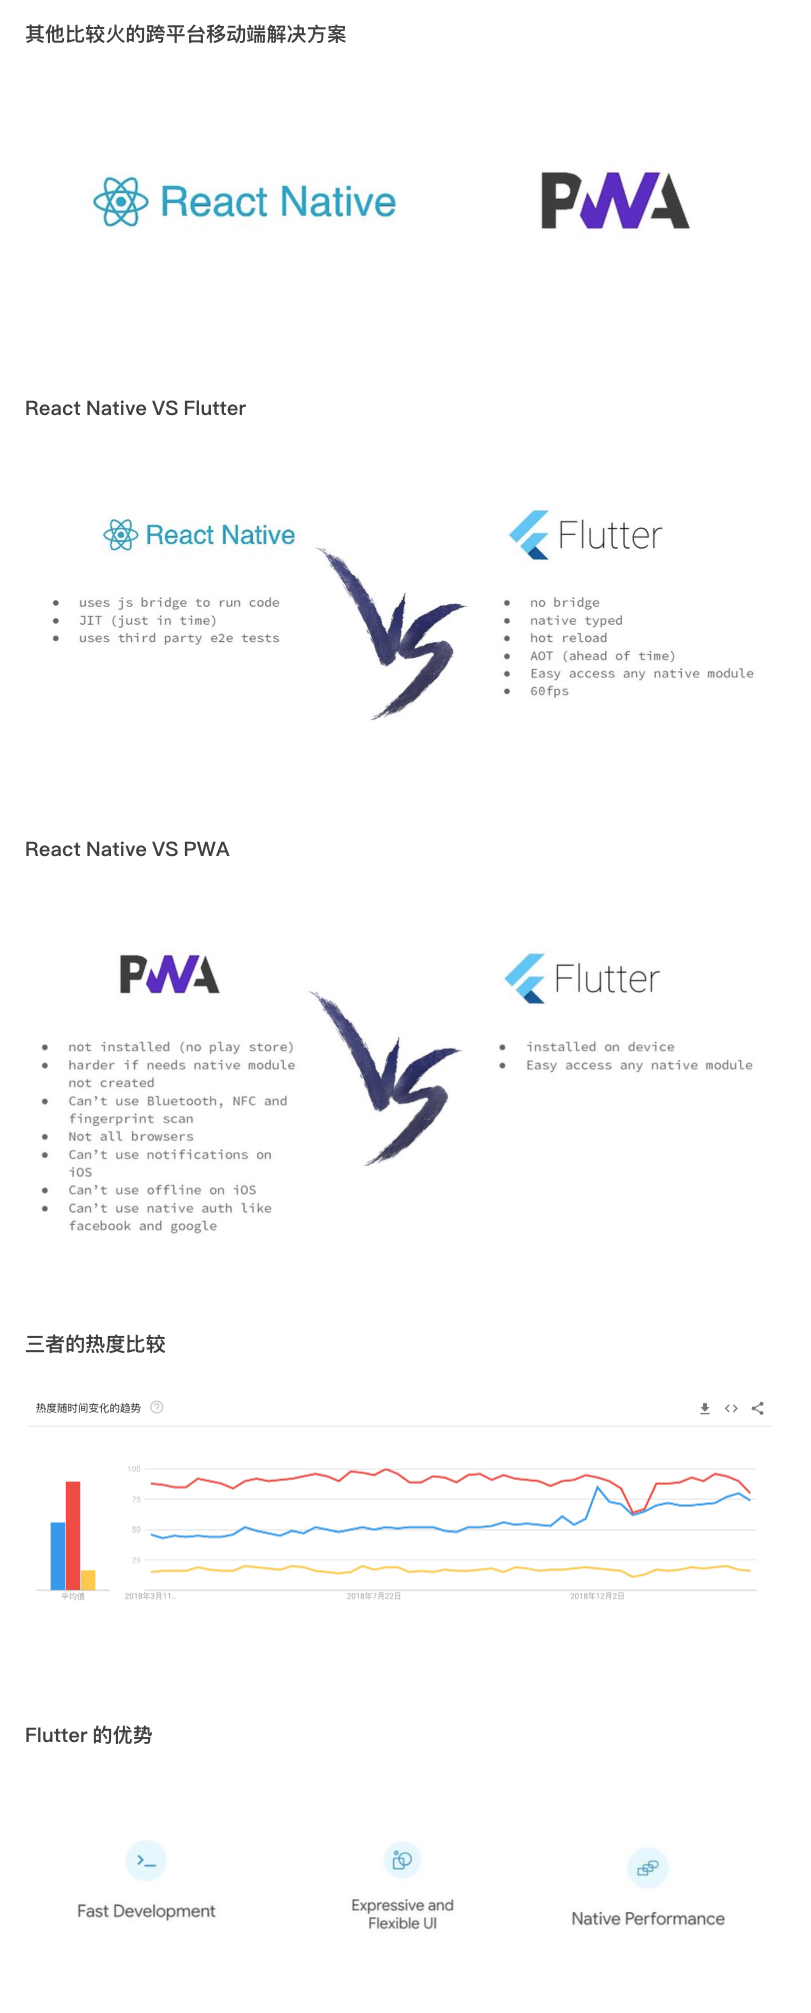 其他比较火的跨平台移动端解决方案
React Native
PWA
React Native VS Flutter
React Native
• uses js bridge to run code
• JIT (just in time)
• uses third party e2e tests
VS
Flutter
• no bridge
• native typed
• hot reload
• AOT (ahead of time)
• Easy access any native module
• 60fps
React Native VS PWA
PWA
• not installed (no play store)
• harder if needs native module
not created
• Can't use Bluetooth, NFC and
fingerprint scan
• Not all browsers
• Can't use notifications on
iOS
• Can't use offline on iOS
• Can't use native auth like
facebook and google
VS
Flutter
• installed on device
• Easy access any native module
三者的热度比较
热度随时间变化的趋势 ?
100
75
50
25
平均值
2018年3月11...
2018年7月22日
2018年12月2日
Flutter 的优势
Fast Development
Expressive and
Flexible UI
Native Performance